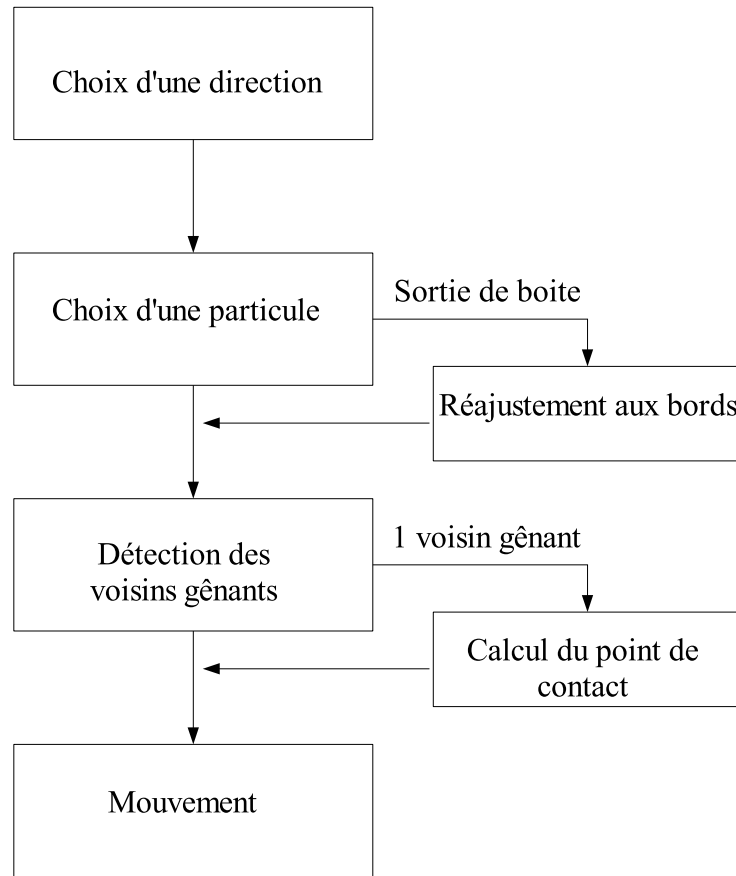 Choix d'une direction
Choix d'une particule
Sortie de boite
Réajustement aux bords
Détection des
voisins gênants
1 voisin gênant
Calcul du point de
contact
Mouvement